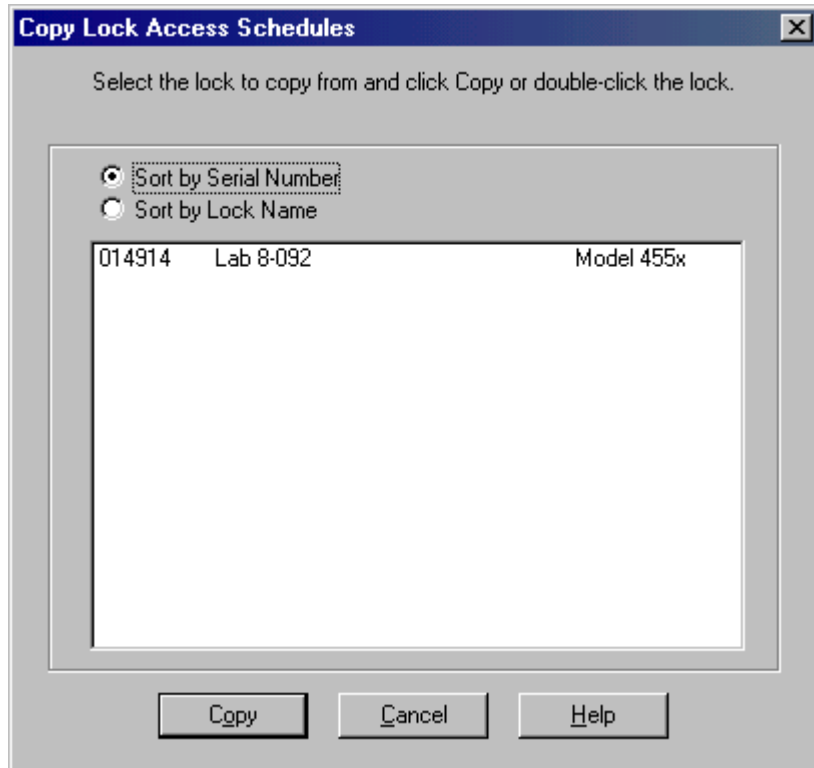 Copy Lock Access Schedules
Select the lock to copy from and click Copy or double-click the lock.
Sort by Serial Number
Sort by Lock Name
014914 Lab 8-092 Model 455x
Copy Cancel Help